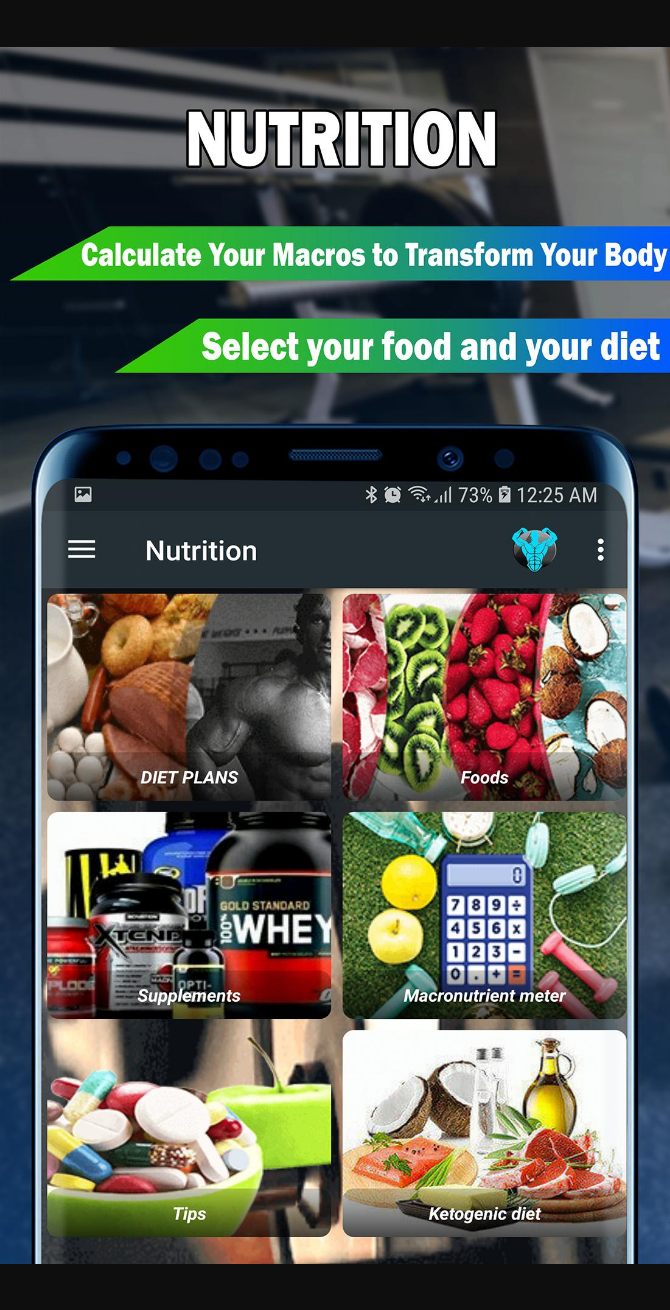 NUTRITION
Calculate Your Macros to Transform Your Body
Select your food and your diet
73% 12:25 AM
Nutrition
DIET PLANS
Foods
XTEND
GOLD STANDARD
100% WHEY
OPTI-
Supplements
0
7 8 9 ÷
4 5 6 x
1 2 3 −
0 . + =
Macronutrient meter
Tips
Ketogenic diet